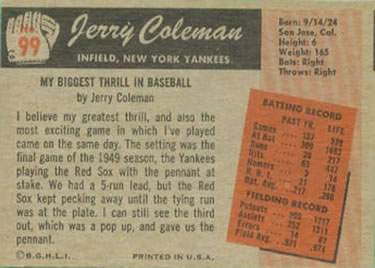 No. 99
Jerry Coleman
INFIELD, NEW YORK YANKEES
Born: 9/14/24
San Jose, Cal.
Height: 6
Weight: 165
Bats: Right
Throws: Right
MY BIGGEST THRILL IN BASEBALL
by Jerry Coleman
I believe my greatest thrill, and also the
most exciting game in which I've played
came on the same day. The setting was the
final game of the 1949 season, the Yankees
playing the Red Sox with the pennant at
stake. We had a 5-run lead, but the Red
Sox kept pecking away until the tying run
was at the plate. I can still see the third
out, which was a pop up, and gave us the
pennant.
©B.G.H.L.I. PRINTED IN U.S.A.
BATTING RECORD
PAST YR. LIFE
Games
At Bat
Runs
Hits
Homers
R. B. I.
Bat. Avg. .217
FIELDING RECORD
Putouts
Assists
Errors
Field Avg.